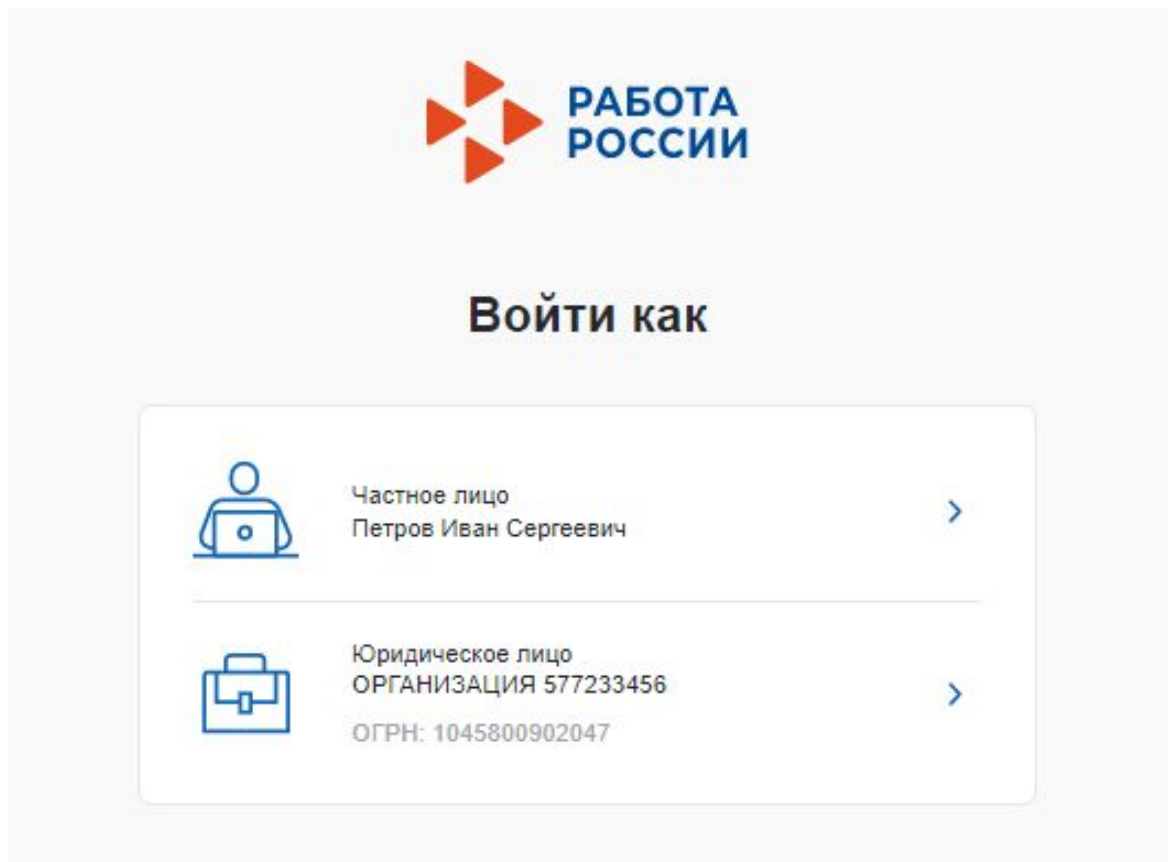 РАБОТА
РОССИИ
Войти как
Частное лицо
Петров Иван Сергеевич
Юридическое лицо
ОРГАНИЗАЦИЯ 577233456
ОГРН: 1045800902047